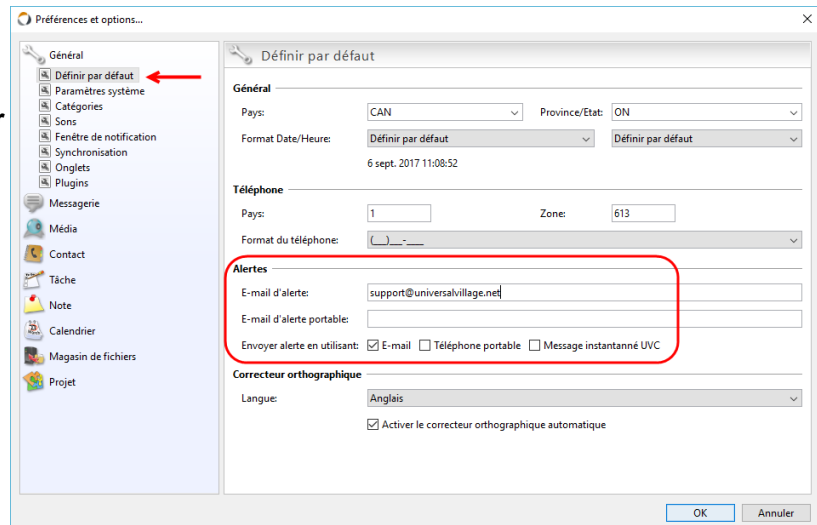 Préférences et options...
Général
Définir par défaut
Paramètres système
Catégories
Sons
Fenêtre de notification
Synchronisation
Onglets
Plugins
Messagerie
Média
Contact
Tâche
Note
Calendrier
Magasin de fichiers
Projet
Définir par défaut
Général
Pays: CAN Province/Etat: ON
Format Date/Heure: Définir par défaut Définir par défaut
6 sept. 2017 11:08:52
Téléphone
Pays: 1 Zone: 613
Format du téléphone: (__)__-___
Alertes
E-mail d'alerte: support@universalvillage.net
E-mail d'alerte portable:
Envoyer alerte en utilisant: E-mail Téléphone portable Message instantanné UVC
Correcteur orthographique
Langue: Anglais
Activer le correcteur orthographique automatique
OK Annuler